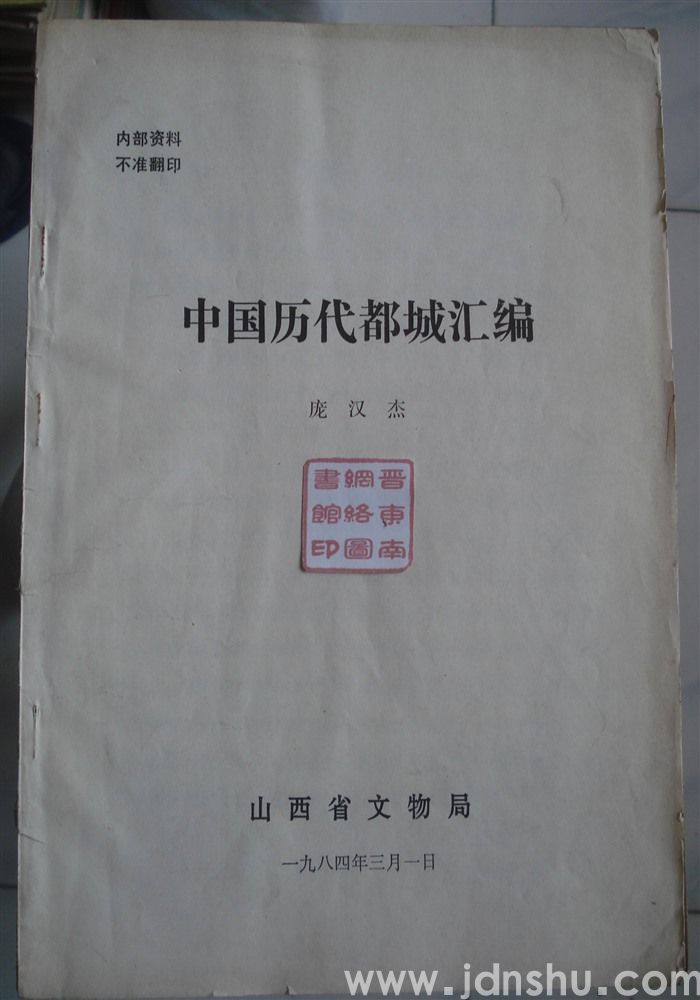 内部资料
不准翻印
中国历代都城汇编
庞汉杰
晋東南
網絡圖
書館印
山西省文物局
一九八四年三月一日
www.jdnshu.com